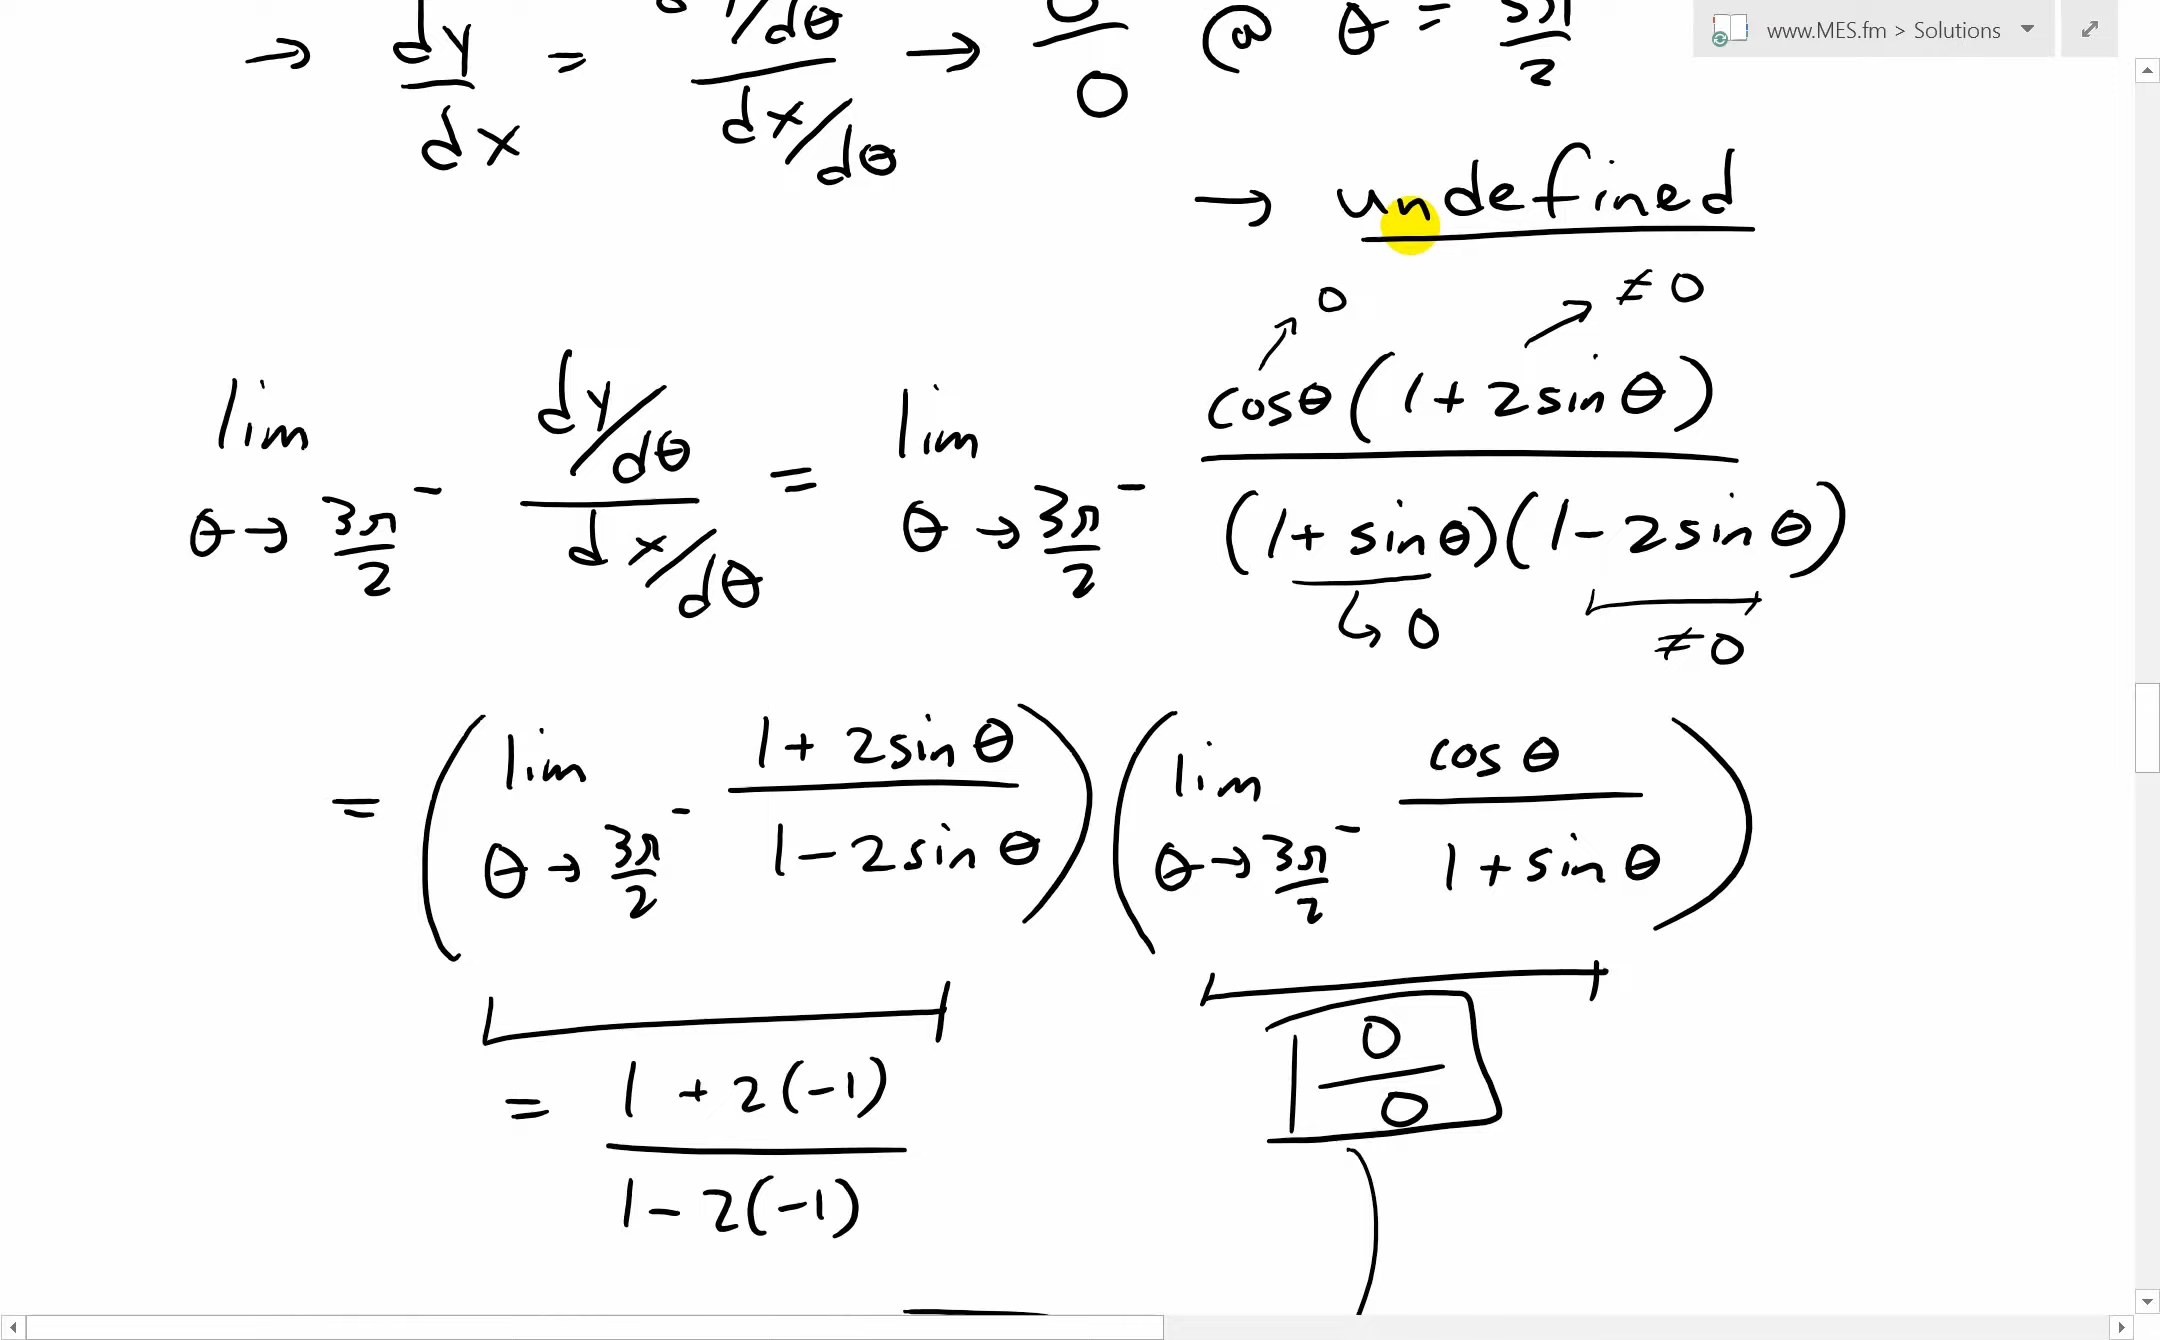 www.MES.fm > Solutions
→ dy/dx = (dy/dθ)/(dx/dθ) → 0/0 @ θ = 3π/2
→ undefined
0 ≠ 0
lim θ→3π/2⁻ (dy/dθ)/(dx/dθ) = lim θ→3π/2⁻ cosθ(1+2sinθ)/(1+sinθ)(1-2sinθ)
↳ 0 ≠ 0
= (lim θ→3π/2⁻ (1+2sinθ)/(1-2sinθ)) (lim θ→3π/2⁻ cosθ/(1+sinθ))
= (1+2(-1))/(1-2(-1)) 0/0